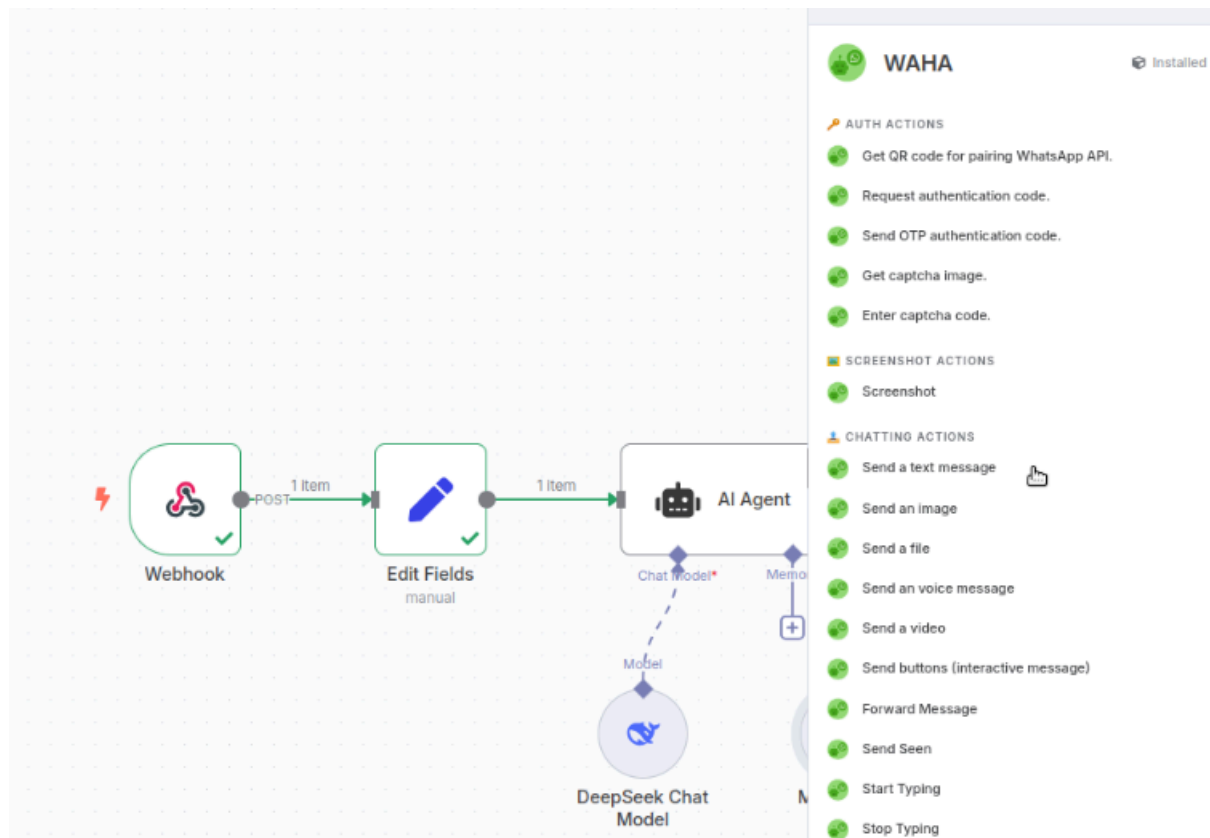 WAHA
Installed
AUTH ACTIONS
Get QR code for pairing WhatsApp API.
Request authentication code.
Send OTP authentication code.
Get captcha image.
Enter captcha code.
SCREENSHOT ACTIONS
Screenshot
CHATTING ACTIONS
Send a text message
Send an image
Send a file
Send an voice message
Send a video
Send buttons (interactive message)
Forward Message
Send Seen
Start Typing
Stop Typing
POST
1 item
1 item
AI Agent
Webhook
Edit Fields
manual
Chat Model*
Memo
Model
DeepSeek Chat
Model